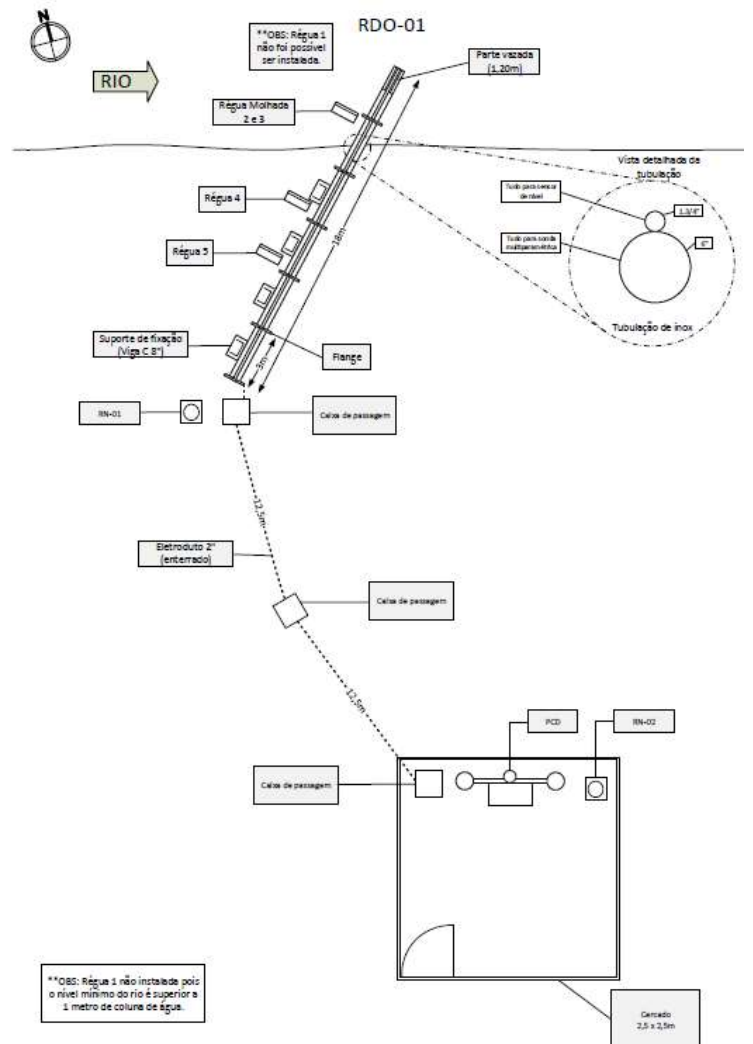 N
RDO-01
**OBS: Régua 1
não foi possível
ser instalada.
Parte vazada
(1,20m)
RIO
Régua Molhada
2 e 3
Vista detalhada da
tubulação
Tudo para sensor
de nível
1.3/4"
Régua 4
18m
Tudo para sonda
multiparamétrica
6"
Régua 5
Tubulação de inox
Suporte de fixação
(Viga C 8")
Flange
3m
RN-01
Caixa de passagem
12,5m
Eletroduto 2"
(enterrado)
Caixa de passagem
12,5m
PCD
RN-02
Caixa de passagem
**OBS: Régua 1 não instalada pois
o nível mínimo do rio é superior a
1 metro de coluna de água.
Cercado
2,5 x 2,5m